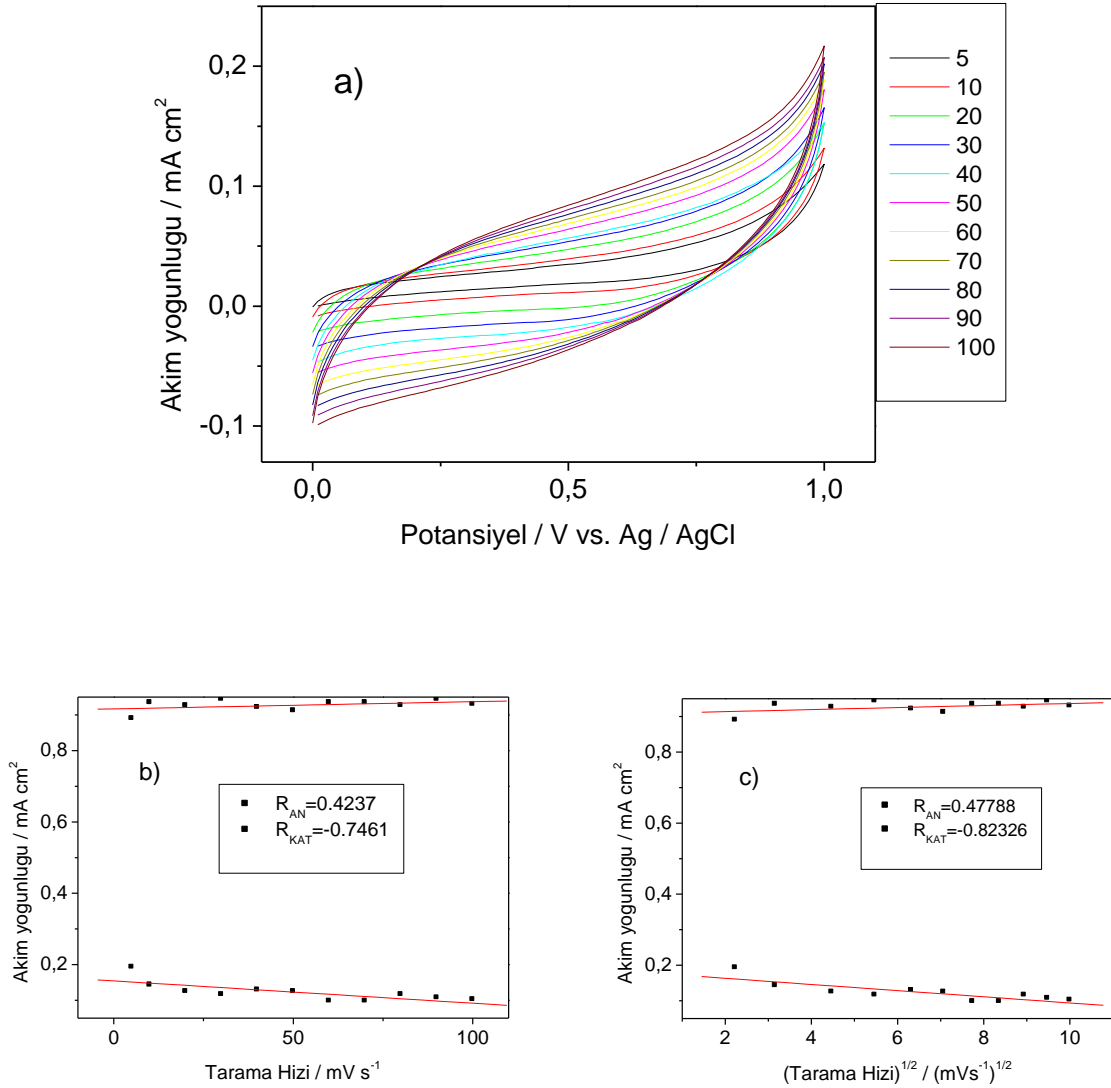 a)
0,2
0,1
0,0
-0,1
Akim yogunlugu / mA cm²
0,0 0,5 1,0
Potansiyel / V vs. Ag / AgCl
5
10
20
30
40
50
60
70
80
90
100
b)
0,8
0,6
0,4
0,2
Akim yogunlugu / mA cm²
R_AN=0.4237
R_KAT=-0.7461
0 50 100
Tarama Hizi / mV s⁻¹
c)
0,8
0,6
0,4
0,2
Akim yogunlugu / mA cm²
R_AN=0.47788
R_KAT=-0.82326
2 4 6 8 10
(Tarama Hizi)^1/2 / (mVs⁻¹)^1/2